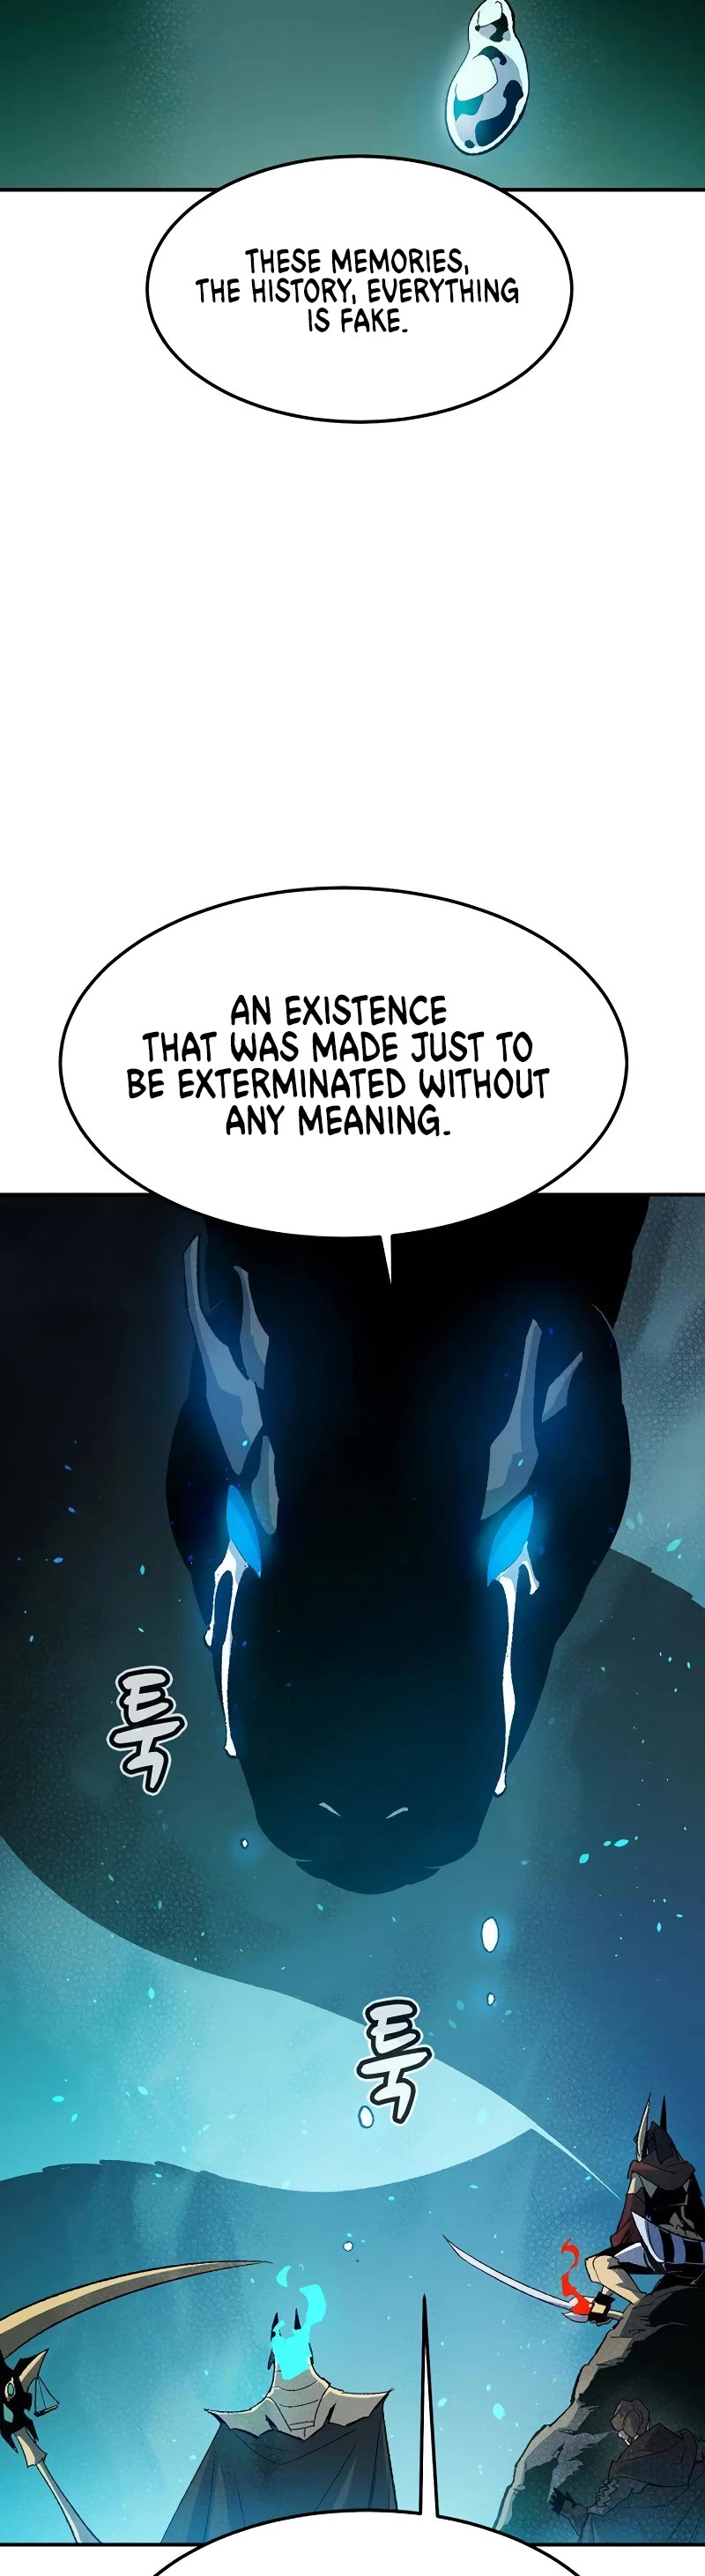 THESE MEMORIES,
THE HISTORY, EVERYTHING
IS FAKE.
AN EXISTENCE
THAT WAS MADE JUST TO
BE EXTERMINATED WITHOUT
ANY MEANING.
툭
툭